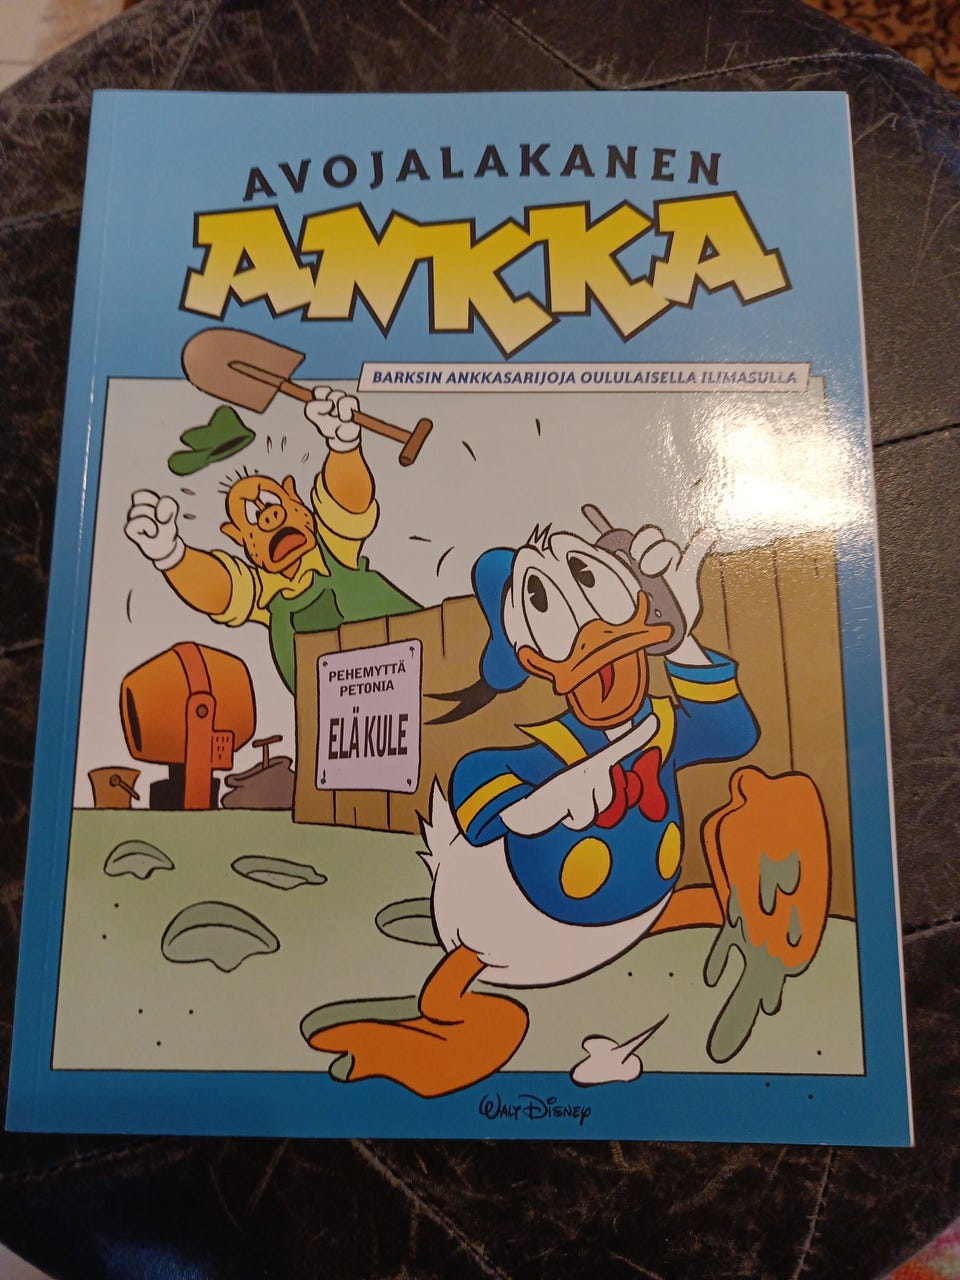 AVOJALAKANEN
ANKKA
BARKSIN ANKKASARIJOJA OULULAISELLA ILIMASULLA
PEHEMYTTÄ
PETONIA
ELÄ KULE
WALT DISNEY